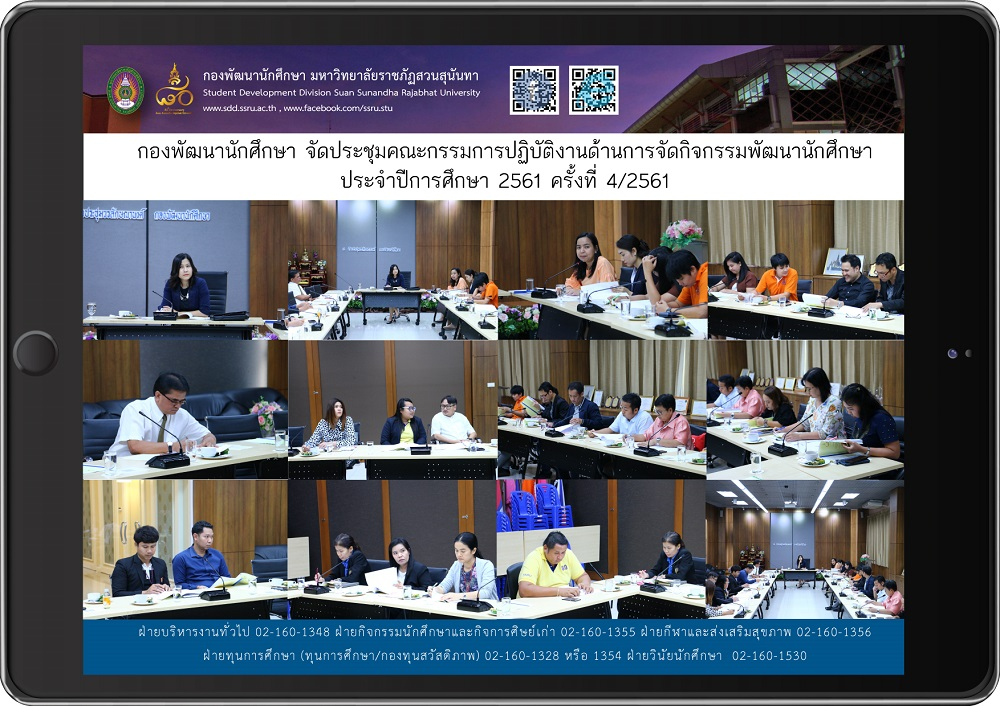 กองพัฒนานักศึกษา มหาวิทยาลัยราชภัฏสวนสุนันทา
Student Development Division Suan Sunandha Rajabhat University
www.sdd.ssru.ac.th , www.facebook.com/ssru.stu
กองพัฒนานักศึกษา จัดประชุมคณะกรรมการปฏิบัติงานด้านการจัดกิจกรรมพัฒนานักศึกษา
ประจำปีการศึกษา 2561 ครั้งที่ 4/2561
กองพัฒนานักศึกษา
ฝ่ายบริหารงานทั่วไป 02-160-1348 ฝ่ายกิจกรรมนักศึกษาและกิจการศิษย์เก่า 02-160-1355 ฝ่ายกีฬาและส่งเสริมสุขภาพ 02-160-1356
ฝ่ายทุนการศึกษา (ทุนการศึกษา/กองทุนสวัสดิภาพ) 02-160-1328 หรือ 1354 ฝ่ายวินัยนักศึกษา 02-160-1530